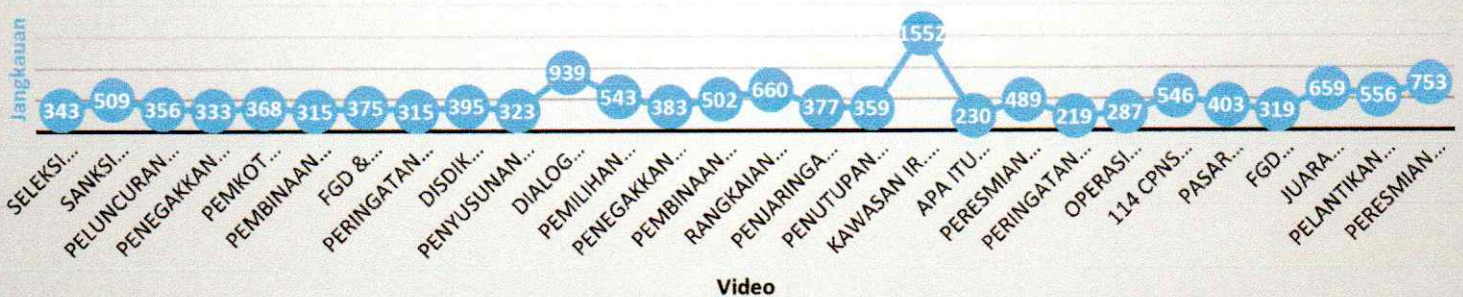 Jangkauan
343 509 356 333 368 315 375 315 395 323 939 543 383 502 660 377 359 1552 230 489 219 287 546 403 319 659 556 753
SELEKSI...
SANKSI...
PELUNCURAN...
PENEGAKKAN...
PEMKOT...
PEMBINAAN...
FGD &...
PERINGATAN...
DISDIK...
PENYUSUNAN...
DIALOG...
PEMILIHAN...
PENEGAKKAN...
PEMBINAAN...
RANGKAIAN...
PENJARINGA...
PENUTUPAN...
KAWASAN IR....
APA ITU...
PERESMIAN...
PERINGATAN...
OPERASI...
114 CPNS...
PASAR...
FGD...
JUARA...
PELANTIKAN...
PERESMIAN...
Video